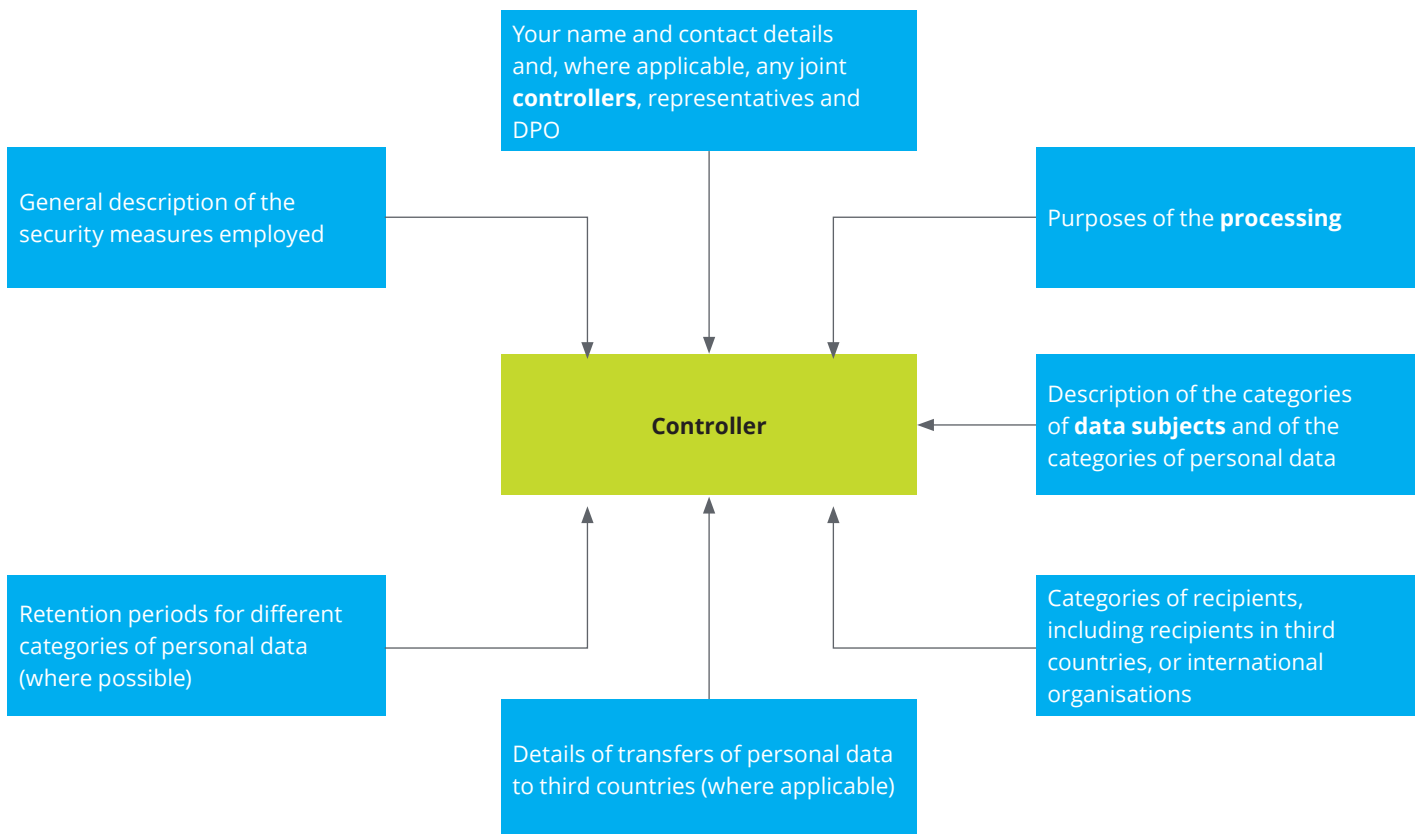 Your name and contact details
and, where applicable, any joint
controllers, representatives and
DPO
General description of the
security measures employed
Purposes of the processing
Controller
Description of the categories
of data subjects and of the
categories of personal data
Retention periods for different
categories of personal data
(where possible)
Categories of recipients,
including recipients in third
countries, or international
organisations
Details of transfers of personal data
to third countries (where applicable)